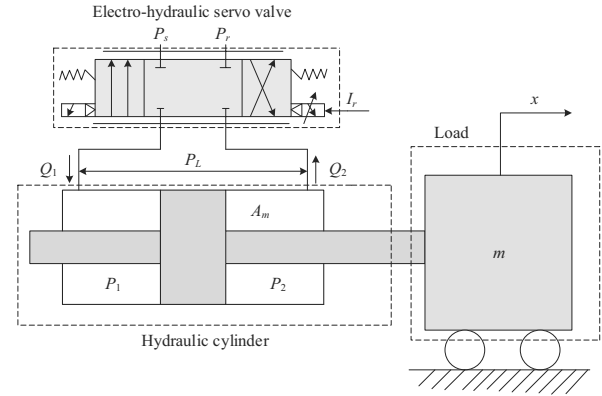 Electro-hydraulic servo valve
P_s P_r
I_r
x
Load
Q_1 P_L Q_2
A_m
m
P_1 P_2
Hydraulic cylinder